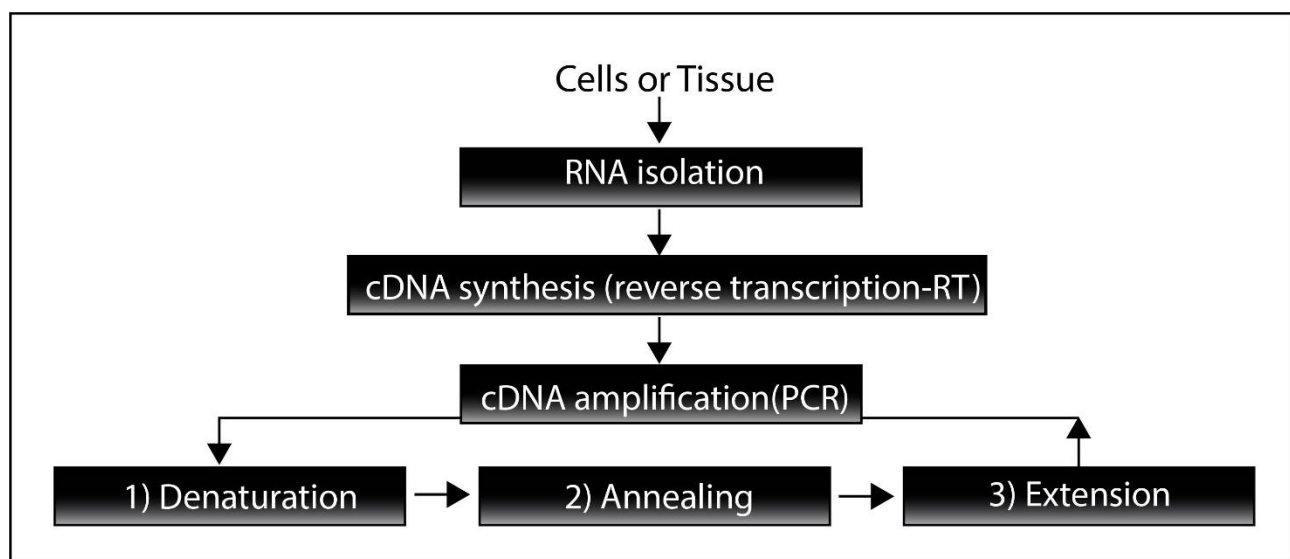 Cells or Tissue
RNA isolation
cDNA synthesis (reverse transcription-RT)
cDNA amplification(PCR)
1) Denaturation
2) Annealing
3) Extension